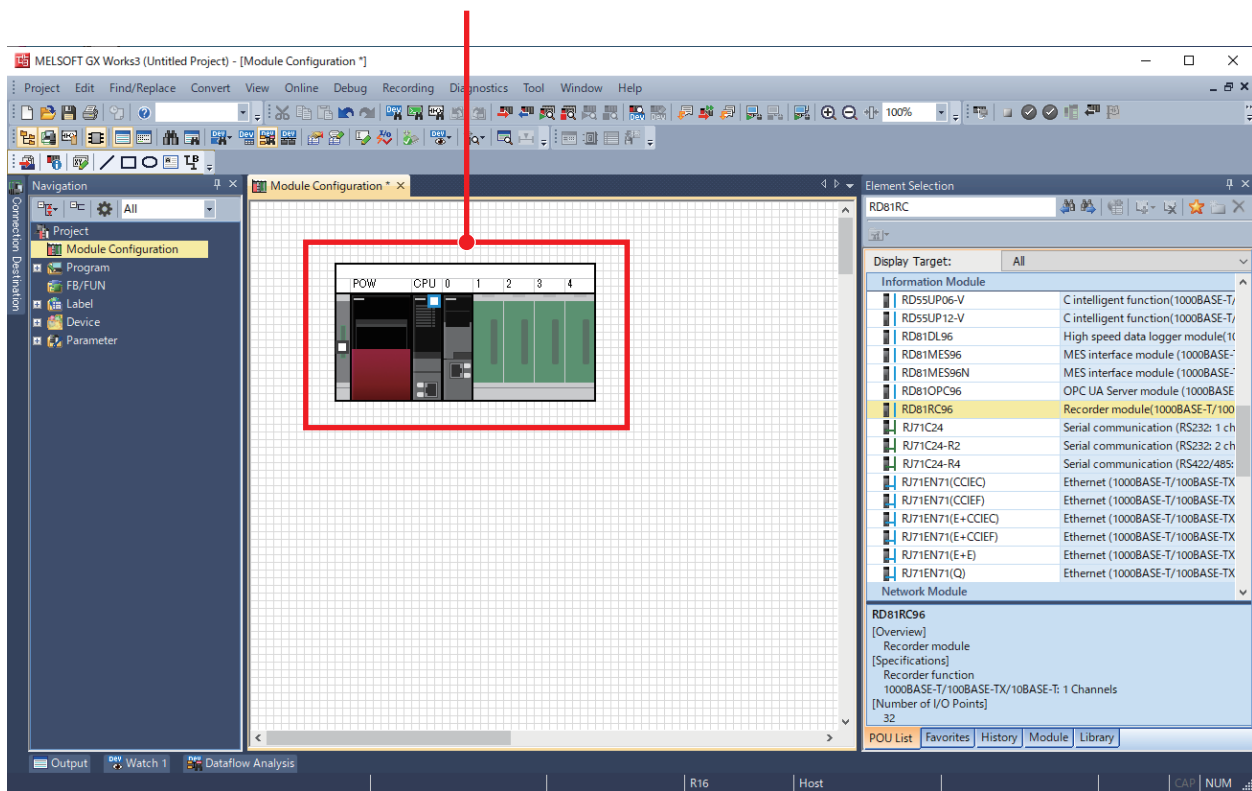 MELSOFT GX Works3 (Untitled Project) - [Module Configuration *]
Project Edit Find/Replace Convert View Online Debug Recording Diagnostics Tool Window Help
100%
Navigation
Module Configuration *
Element Selection
Connection Destination
All
RD81RC
Project
Module Configuration
Program
FB/FUN
Label
Device
Parameter
POW CPU 0 1 2 3 4
Display Target: All
Information Module
RD55UP06-V C intelligent function(1000BASE-T/
RD55UP12-V C intelligent function(1000BASE-T/
RD81DL96 High speed data logger module(10
RD81MES96 MES interface module (1000BASE-T
RD81MES96N MES interface module (1000BASE-T
RD81OPC96 OPC UA Server module (1000BASE
RD81RC96 Recorder module(1000BASE-T/100
RJ71C24 Serial communication (RS232: 1 ch
RJ71C24-R2 Serial communication (RS232: 2 ch
RJ71C24-R4 Serial communication (RS422/485:
RJ71EN71(CCIEC) Ethernet (1000BASE-T/100BASE-TX
RJ71EN71(CCIEF) Ethernet (1000BASE-T/100BASE-TX
RJ71EN71(E+CCIEC) Ethernet (1000BASE-T/100BASE-TX
RJ71EN71(E+CCIEF) Ethernet (1000BASE-T/100BASE-TX
RJ71EN71(E+E) Ethernet (1000BASE-T/100BASE-TX
RJ71EN71(Q) Ethernet (1000BASE-T/100BASE-TX
Network Module
RD81RC96
[Overview]
Recorder module
[Specifications]
Recorder function
1000BASE-T/100BASE-TX/10BASE-T: 1 Channels
[Number of I/O Points]
32
POU List Favorites History Module Library
Output Watch 1 Dataflow Analysis
R16 Host CAP NUM